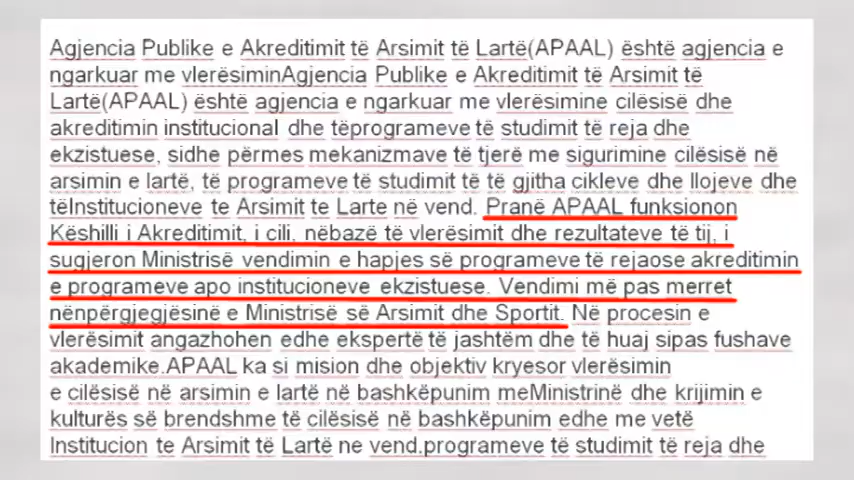 Agjencia Publike e Akreditimit të Arsimit të Lartë(APAAL) është agjencia e
ngarkuar me vlerësiminAgjencia Publike e Akreditimit të Arsimit të
Lartë(APAAL) është agjencia e ngarkuar me vlerësimine cilësisë dhe
akreditimin institucional dhe tëprogrameve të studimit të reja dhe
ekzistuese, sidhe përmes mekanizmave të tjerë me sigurimine cilësisë në
arsimin e lartë, të programeve të studimit të të gjitha cikleve dhe llojeve dhe
tëInstitucioneve te Arsimit te Larte në vend. Pranë APAAL funksionon
Këshilli i Akreditimit, i cili, nëbazë të vlerësimit dhe rezultateve të tij, i
sugjeron Ministrisë vendimin e hapjes së programeve të rejaose akreditimin
e programeve apo institucioneve ekzistuese. Vendimi më pas merret
nënpërgjegjësinë e Ministrisë së Arsimit dhe Sportit. Në procesin e
vlerësimit angazhohen edhe ekspertë të jashtëm dhe të huaj sipas fushave
akademike.APAAL ka si mision dhe objektiv kryesor vlerësimin
e cilësisë në arsimin e lartë në bashkëpunim meMinistrinë dhe krijimin e
kulturës së brendshme të cilësisë në bashkëpunim edhe me vetë
Institucion te Arsimit të Lartë ne vend.programeve të studimit të reja dhe